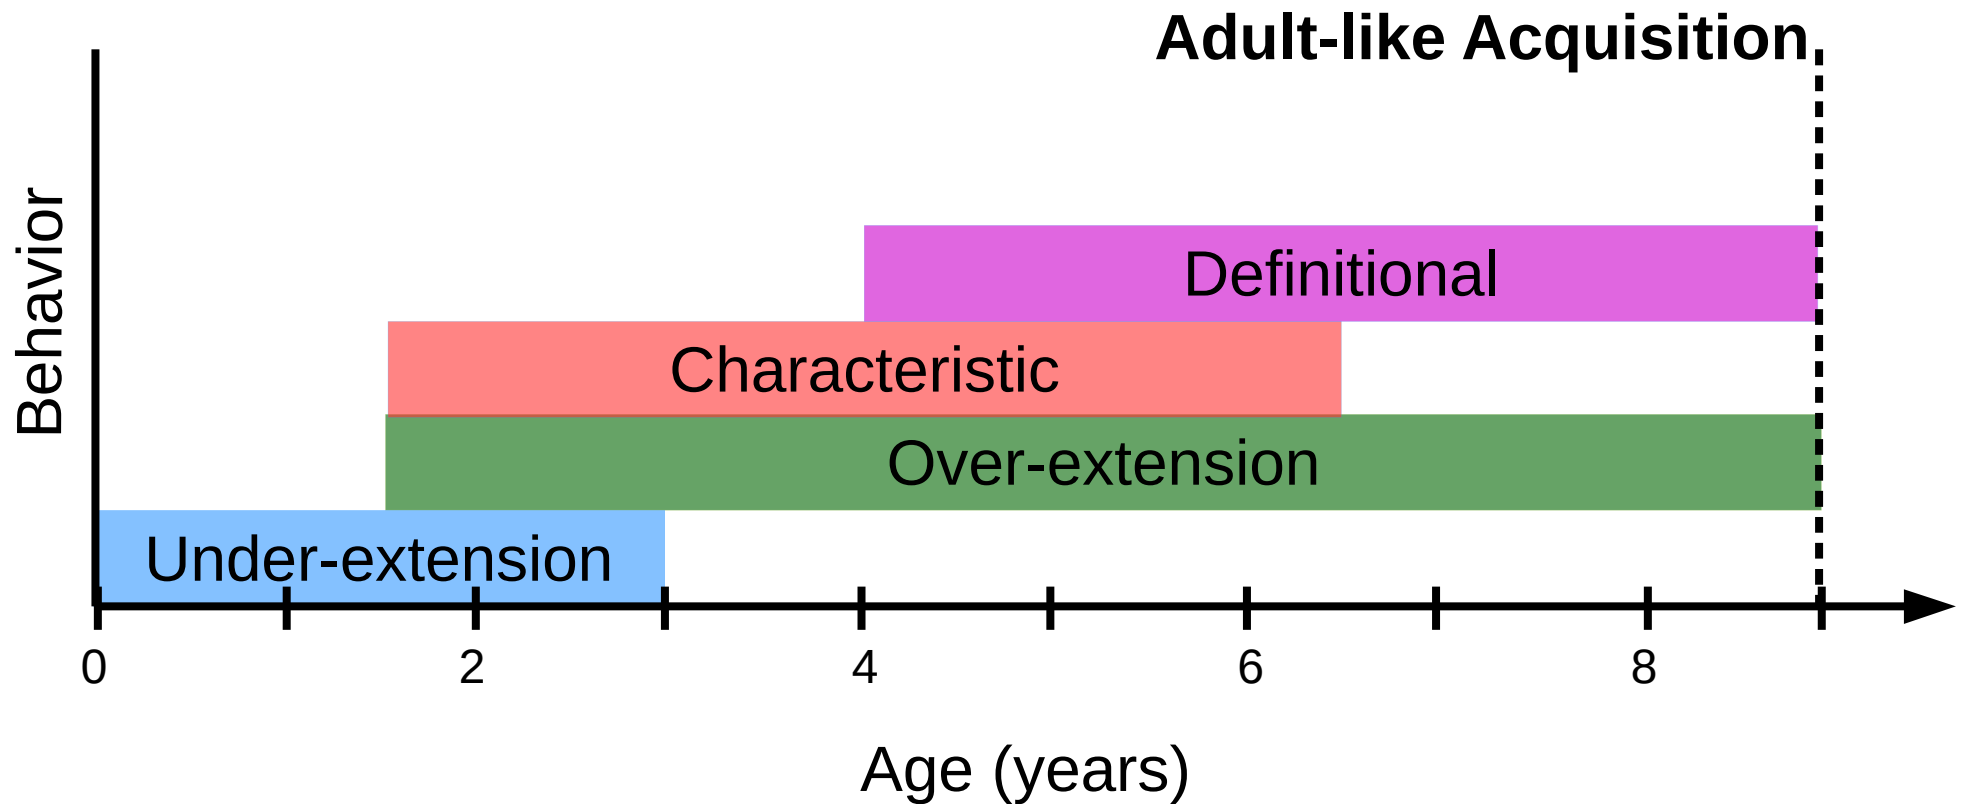 Adult-like Acquisition
Behavior
Definitional
Characteristic
Over-extension
Under-extension
0 2 4 6 8
Age (years)